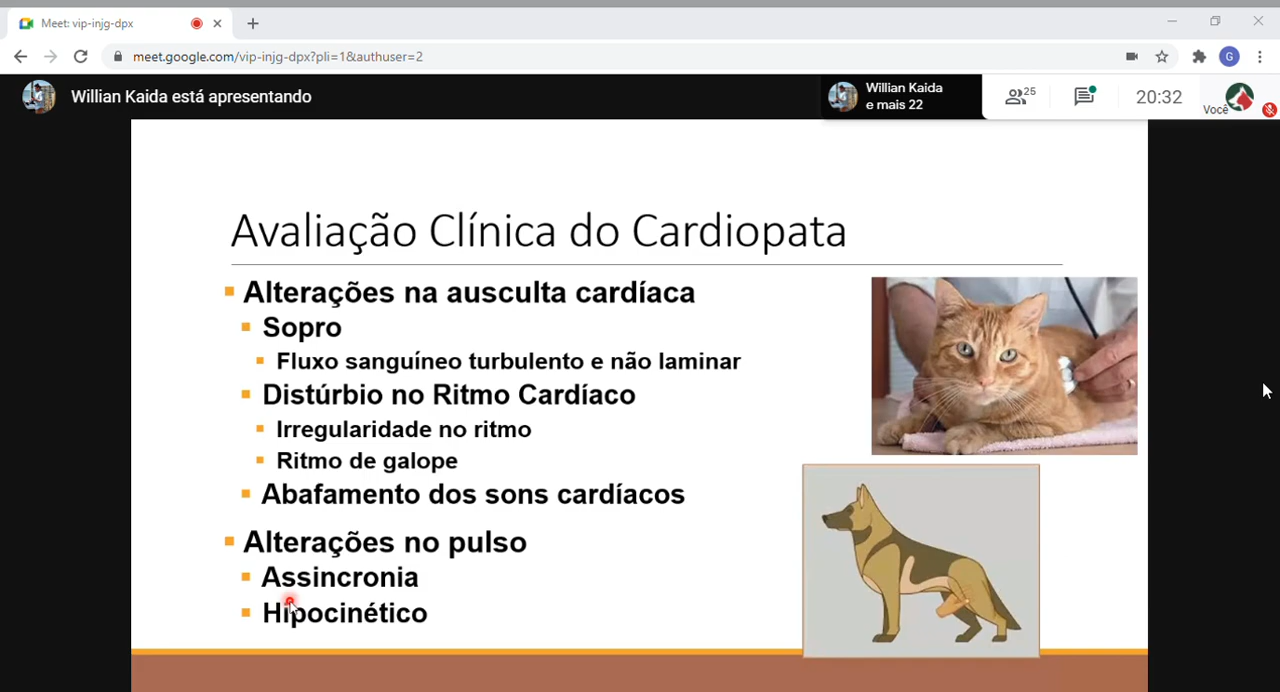 Meet: vip-injg-dpx
meet.google.com/vip-injg-dpx?pli=1&authuser=2
G
Willian Kaida está apresentando
Willian Kaida
e mais 22
25
20:32
Você
Avaliação Clínica do Cardiopata
Alterações na ausculta cardíaca
Sopro
Fluxo sanguíneo turbulento e não laminar
Distúrbio no Ritmo Cardíaco
Irregularidade no ritmo
Ritmo de galope
Abafamento dos sons cardíacos
Alterações no pulso
Assincronia
Hipocinético